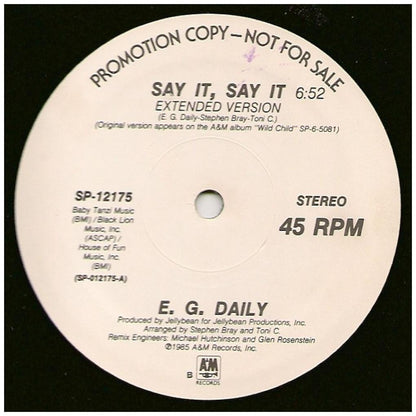 PROMOTION COPY—NOT FOR SALE
SAY IT, SAY IT 6:52
EXTENDED VERSION
(E. G. Daily-Stephen Bray-Toni C.)
(Original version appears on the A&M album "Wild Child" SP-6-5081)
SP-12175
Baby Tanzi Music
(BMI)/Black Lion
Music, Inc.
(ASCAP)/
House of Fun
Music, Inc.
(BMI)
(SP-012175-A)
STEREO
45 RPM
E. G. DAILY
Produced by Jellybean for Jellybean Productions, Inc.
Arranged by Stephen Bray and Toni C.
Remix Engineers: Michael Hutchinson and Glen Rosenstein
℗1985 A&M Records, Inc.
B
A&M
RECORDS